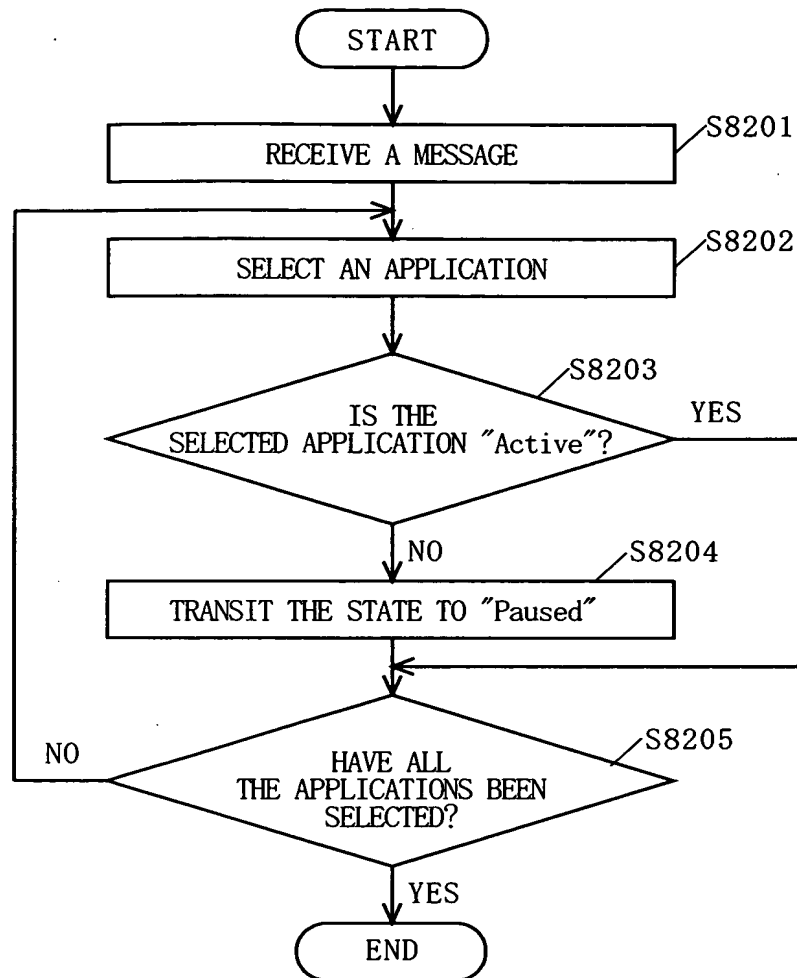 START
RECEIVE A MESSAGE
S8201
SELECT AN APPLICATION
S8202
S8203
IS THE
SELECTED APPLICATION "Active"?
YES
NO
S8204
TRANSIT THE STATE TO "Paused"
S8205
NO
HAVE ALL
THE APPLICATIONS BEEN
SELECTED?
YES
END